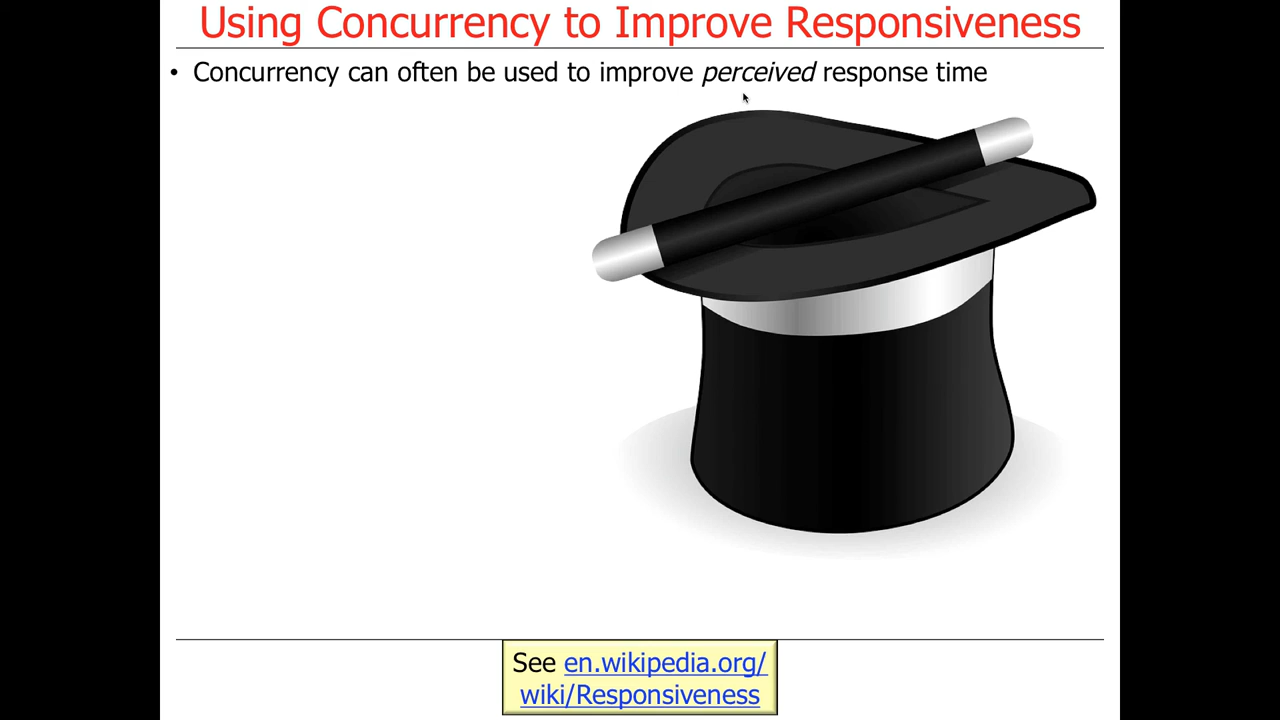 Using Concurrency to Improve Responsiveness
• Concurrency can often be used to improve perceived response time
See en.wikipedia.org/
wiki/Responsiveness